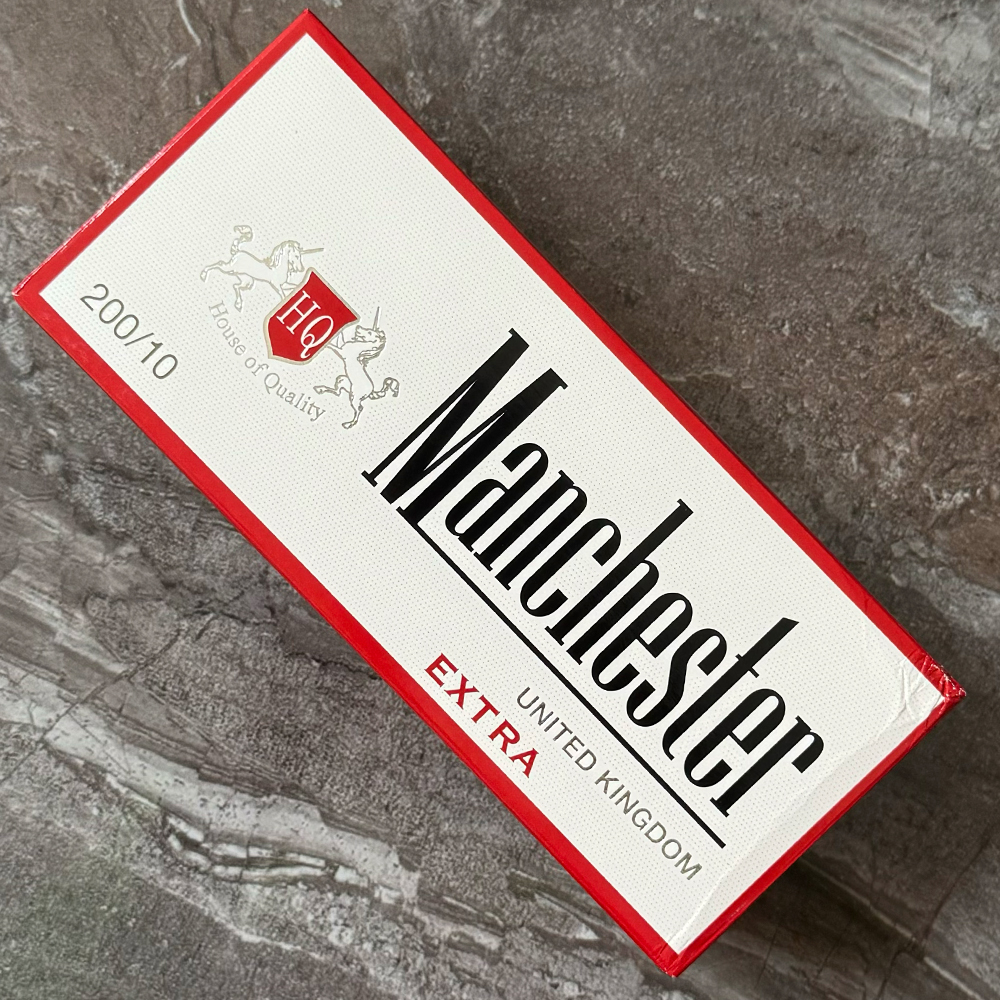 200/10
HQ
House of Quality
Manchester
UNITED KINGDOM
EXTRA